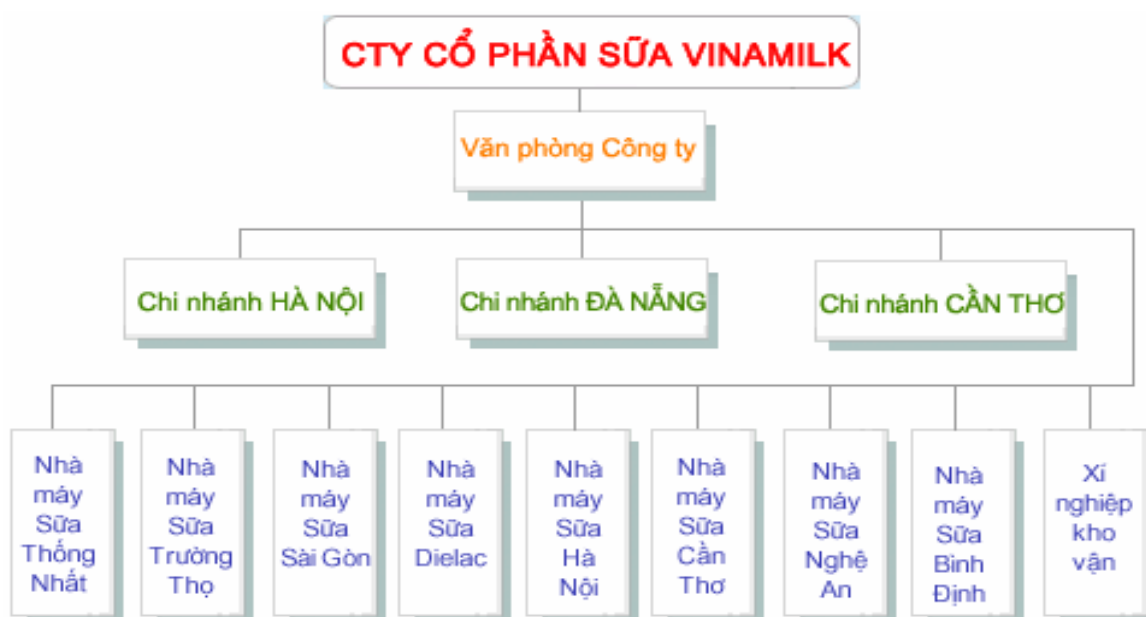 CTY CỔ PHẦN SỮA VINAMILK
Văn phòng Công ty
Chi nhánh HÀ NỘI
Chi nhánh ĐÀ NẴNG
Chi nhánh CẦN THƠ
Nhà
máy
Sữa
Thống
Nhất
Nhà
máy
Sữa
Trường
Thọ
Nhà
máy
Sữa
Sài Gòn
Nhà
máy
Sữa
Dielac
Nhà
máy
Sữa
Hà
Nội
Nhà
máy
Sữa
Cần
Thơ
Nhà
máy
Sữa
Nghệ
An
Nhà
máy
Sữa
Bình
Định
Xí
nghiệp
kho
vận